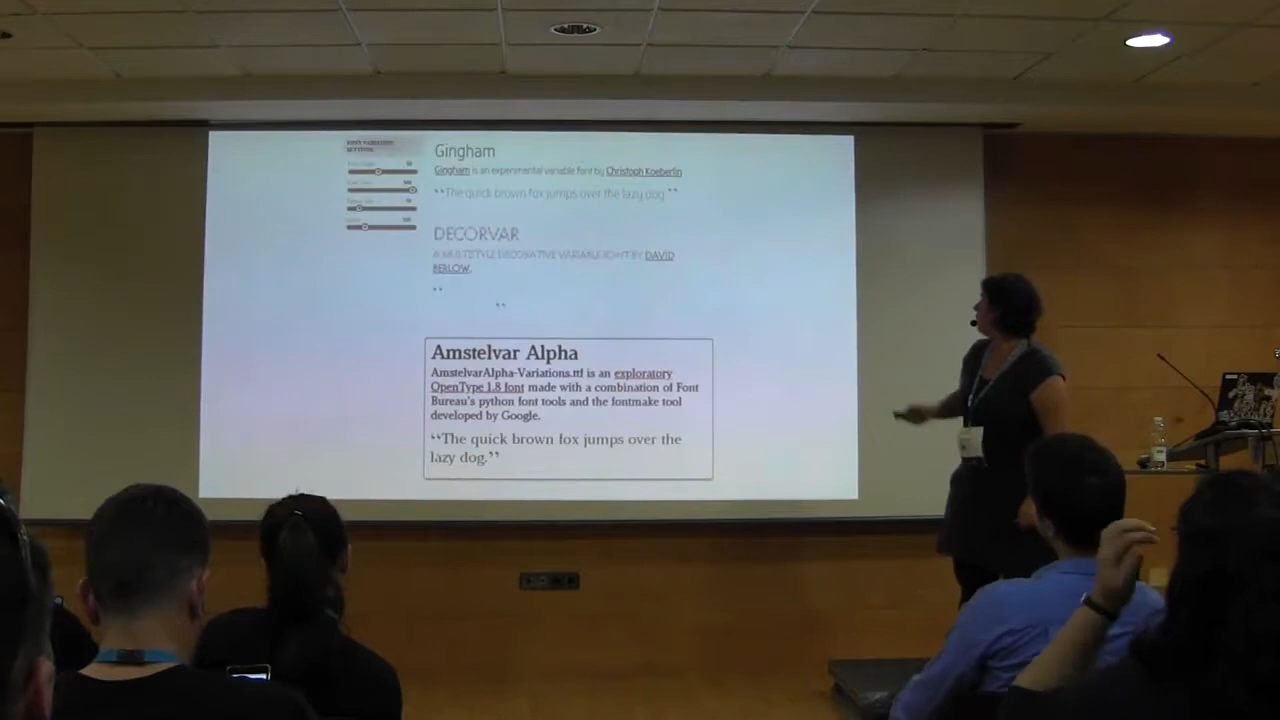 FONT VARIATION
SETTINGS
Gingham
Gingham is an experimental variable font by Christoph Koeberlin
“The quick brown fox jumps over the lazy dog.”
DECORVAR
A MULTISTYLE DECORATIVE VARIABLE FONT BY DAVID
BERLOW.
“
”
Amstelvar Alpha
AmstelvarAlpha-Variations.ttf is an exploratory
OpenType 1.8 font made with a combination of Font
Bureau's python font tools and the fontmake tool
developed by Google.
“The quick brown fox jumps over the
lazy dog.”